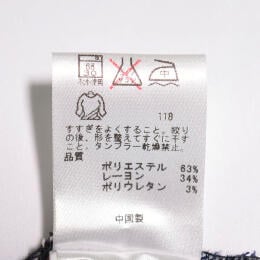 中
118
すすぎをよくすること。絞り
の後、形を整えてすぐに干す
こと。タンブラー乾燥禁止。
品質
ポリエステル 63%
レーヨン 34%
ポリウレタン 3%
中国製